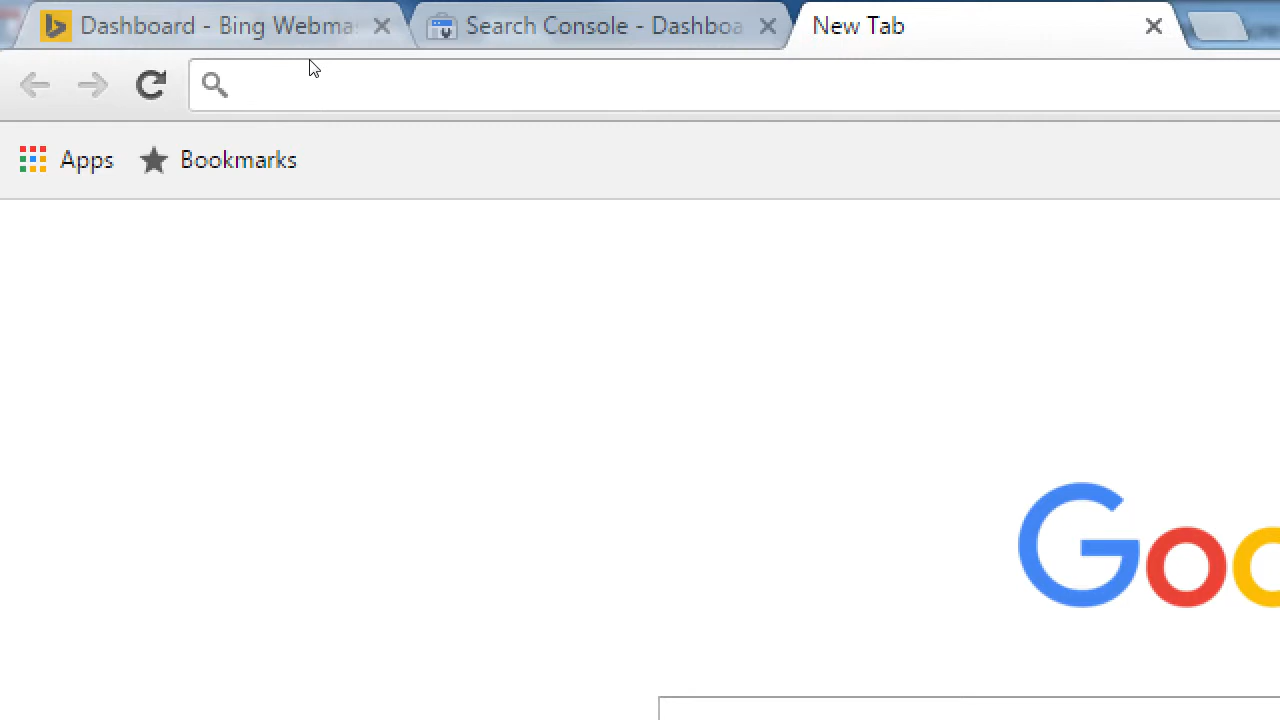 Dashboard - Bing Webma
Search Console - Dashboa
New Tab
Apps
Bookmarks
Goo